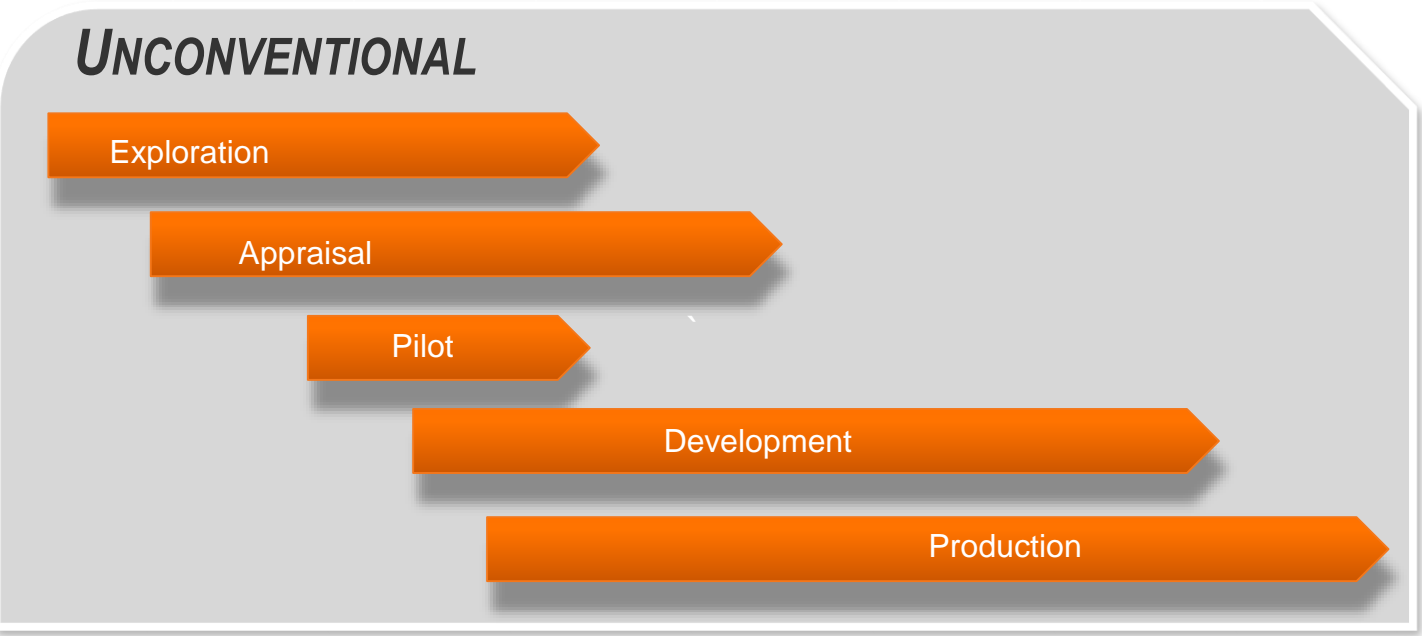 UNCONVENTIONAL
Exploration
Appraisal
`
Pilot
Development
Production